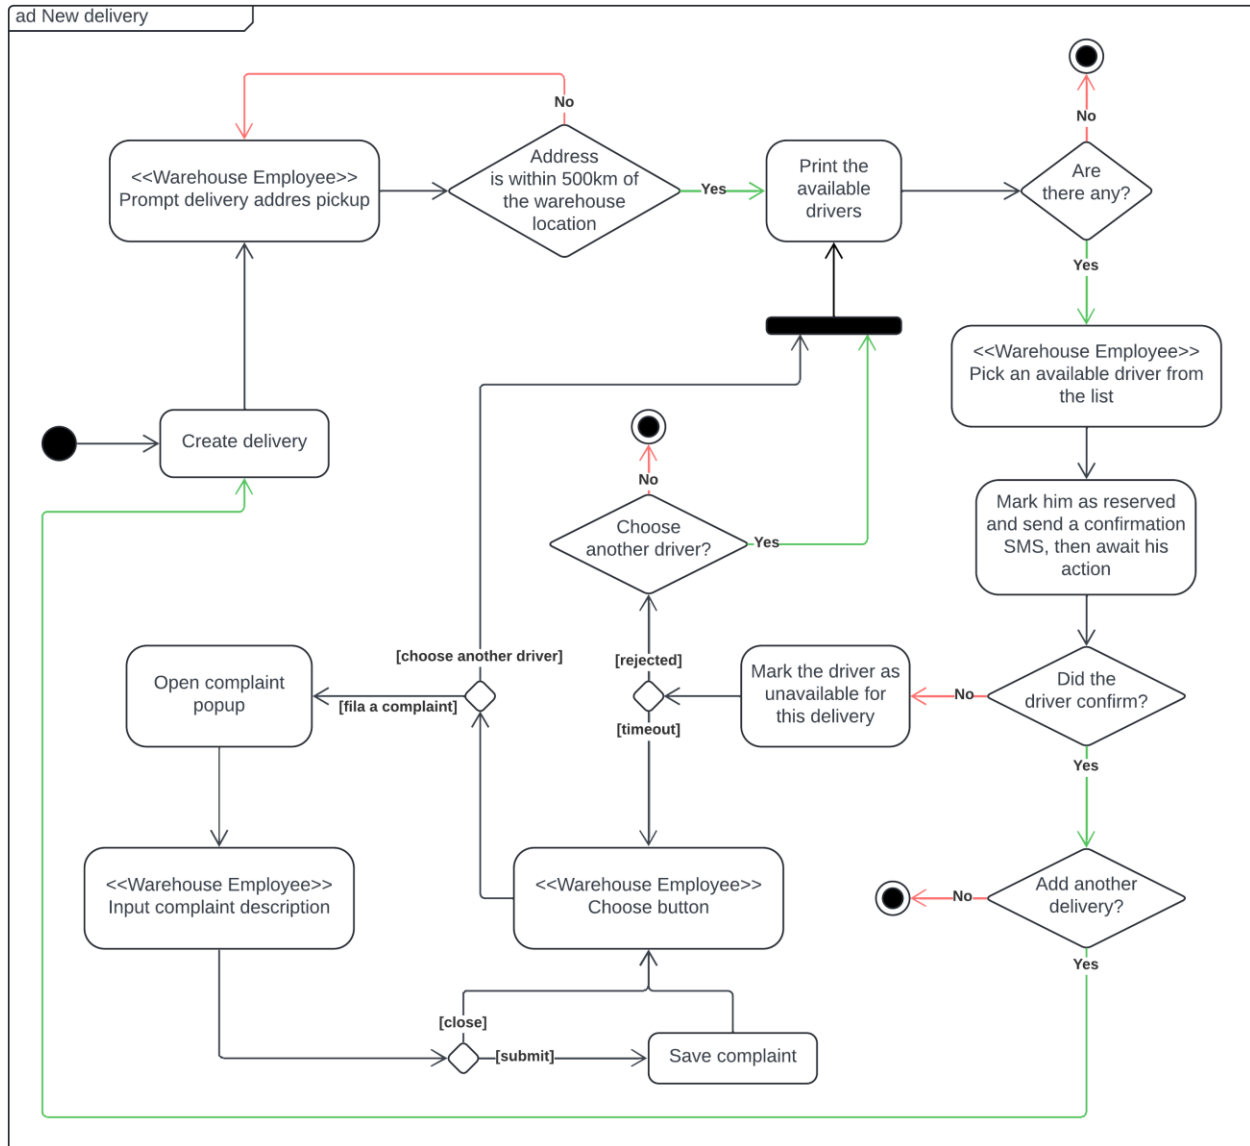 ad New delivery
No
<<Warehouse Employee>>
Prompt delivery addres pickup
Address
is within 500km of
the warehouse
location
Yes
Print the
available
drivers
No
Are
there any?
Yes
<<Warehouse Employee>>
Pick an available driver from
the list
Create delivery
No
Choose
another driver?
Yes
Mark him as reserved
and send a confirmation
SMS, then await his
action
[choose another driver]
[rejected]
Open complaint
popup
[fila a complaint]
[timeout]
Mark the driver as
unavailable for
this delivery
No
Did the
driver confirm?
Yes
<<Warehouse Employee>>
Input complaint description
<<Warehouse Employee>>
Choose button
No
Add another
delivery?
Yes
[close]
[submit]
Save complaint